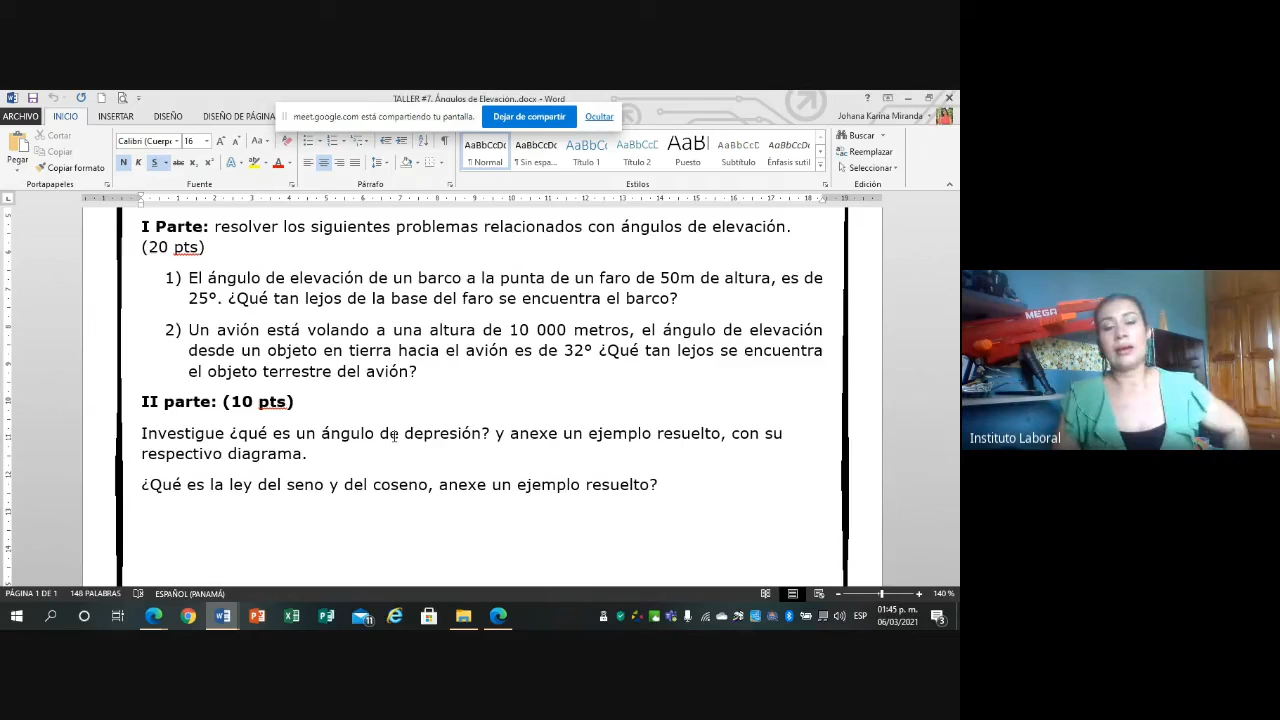 TALLER #7. Ángulos de Elevación..docx - Word
meet.google.com está compartiendo tu pantalla. Dejar de compartir Ocultar
ARCHIVO INICIO INSERTAR DISEÑO DISEÑO DE PÁGINA Johana Karina Miranda
Pegar
Cortar
Copiar
Copiar formato
Portapapeles
Calibri (Cuerpo 16
N K S abc x₂ x²
Fuente
Párrafo
AaBbCcDc AaBbCcDc AaBbCc AaBbCcD AaBl AaBbCcD AaBbCcDc
¶ Normal ¶ Sin espa... Título 1 Título 2 Puesto Subtítulo Énfasis sutil
Estilos
Buscar
Reemplazar
Seleccionar
Edición
I Parte: resolver los siguientes problemas relacionados con ángulos de elevación.
(20 pts)
1) El ángulo de elevación de un barco a la punta de un faro de 50m de altura, es de
25°. ¿Qué tan lejos de la base del faro se encuentra el barco?
2) Un avión está volando a una altura de 10 000 metros, el ángulo de elevación
desde un objeto en tierra hacia el avión es de 32° ¿Qué tan lejos se encuentra
el objeto terrestre del avión?
II parte: (10 pts)
Investigue ¿qué es un ángulo de depresión? y anexe un ejemplo resuelto, con su
respectivo diagrama.
¿Qué es la ley del seno y del coseno, anexe un ejemplo resuelto?
MEGA
Instituto Laboral
PÁGINA 1 DE 1 148 PALABRAS ESPAÑOL (PANAMÁ) 140 %
11 ESP 01:45 p. m.
06/03/2021 3